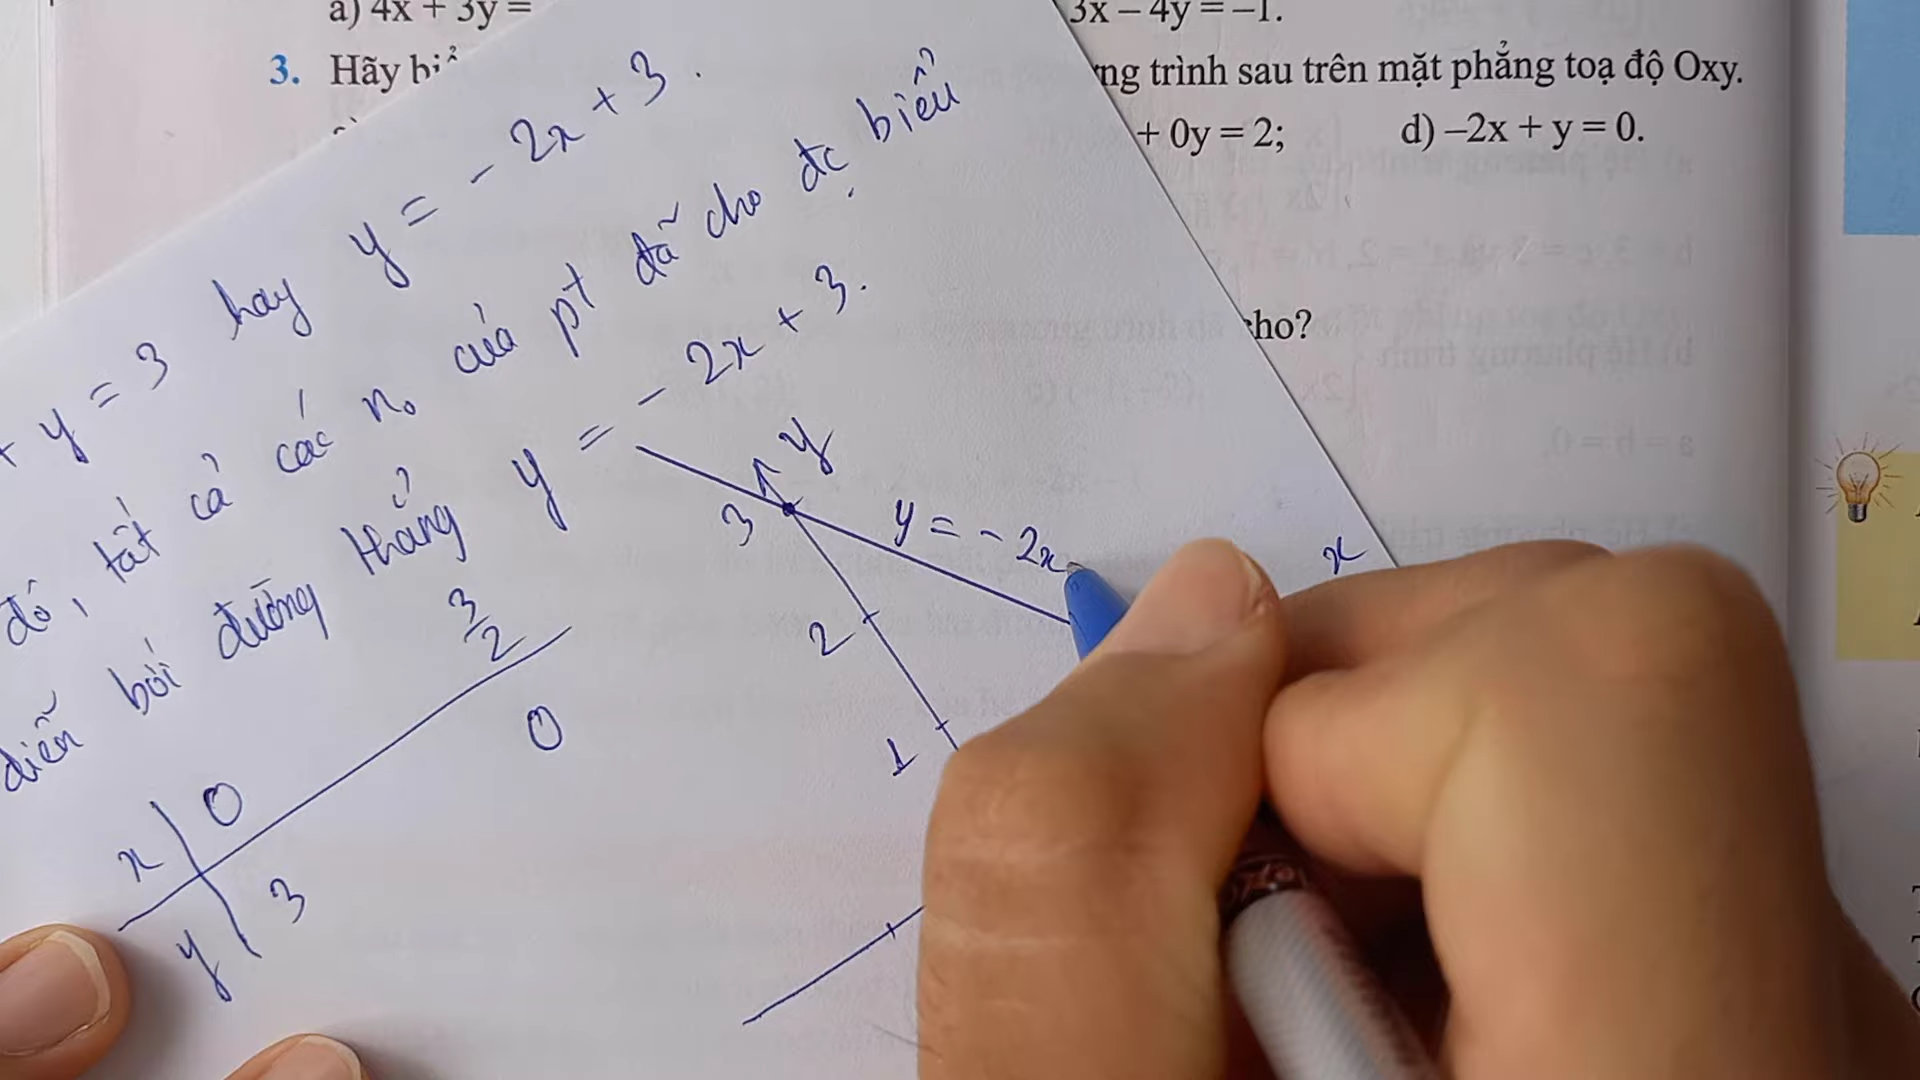 a) 4x + 3y =
3x – 4y = –1.
3. Hãy biể
ng trình sau trên mặt phẳng toạ độ Oxy.
+ 0y = 2;
d) –2x + y = 0.
cho?
+ y = 3 hay y = - 2x + 3.
đó, tất cả các n₀ của pt đã cho đc biểu
diễn bởi đường thẳng y = - 2x + 3.
x 0 3/2
y 3 0
y
3
y = - 2x
x
2
1